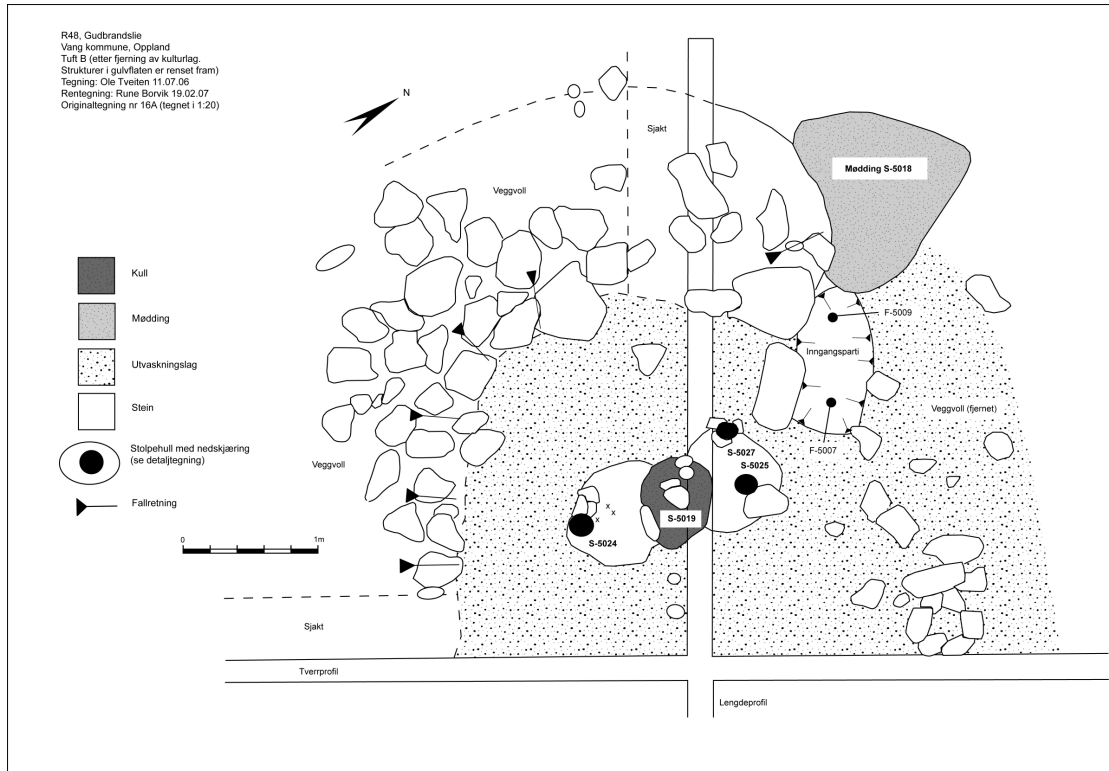 R48, Gudbrandslie
Vang kommune, Oppland
Tuft B (etter fjerning av kulturlag.
Strukturer i gulvflaten er renset fram)
Tegning: Ole Tveiten 11.07.06
Rentegning: Rune Borvik 19.02.07
Originaltegning nr 16A (tegnet i 1:20)
N
Sjakt
Mødding S-5018
Veggvoll
Kull
Mødding
Utvaskningslag
Stein
Stolpehull med nedskjæring
(se detaljtegning)
Fallretning
0 1m
F-5009
Inngangsparti
Veggvoll (fjernet)
F-5007
Veggvoll
S-5027
S-5025
x
x
x
S-5019
S-5024
Sjakt
Tverrprofil
Lengdeprofil